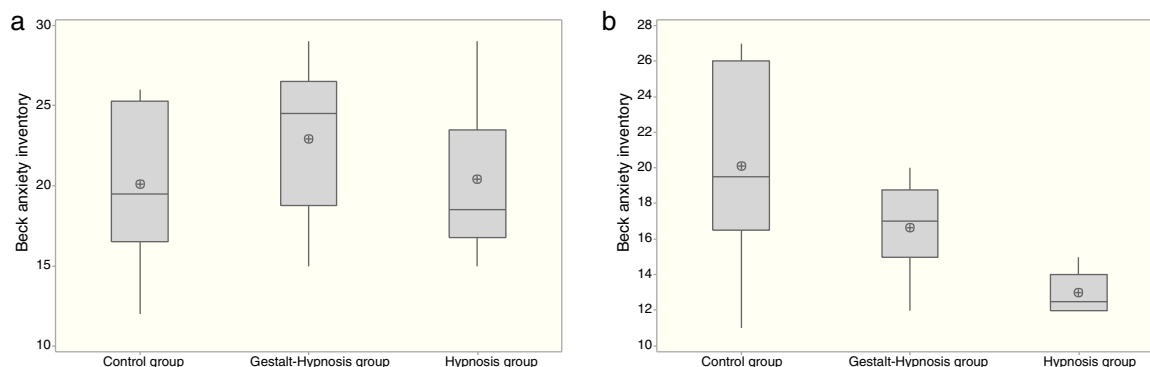 a
Beck anxiety inventory
30
25
20
15
10
Control group
Gestalt-Hypnosis group
Hypnosis group
b
Beck anxiety inventory
28
26
24
22
20
18
16
14
12
10
Control group
Gestalt-Hypnosis group
Hypnosis group